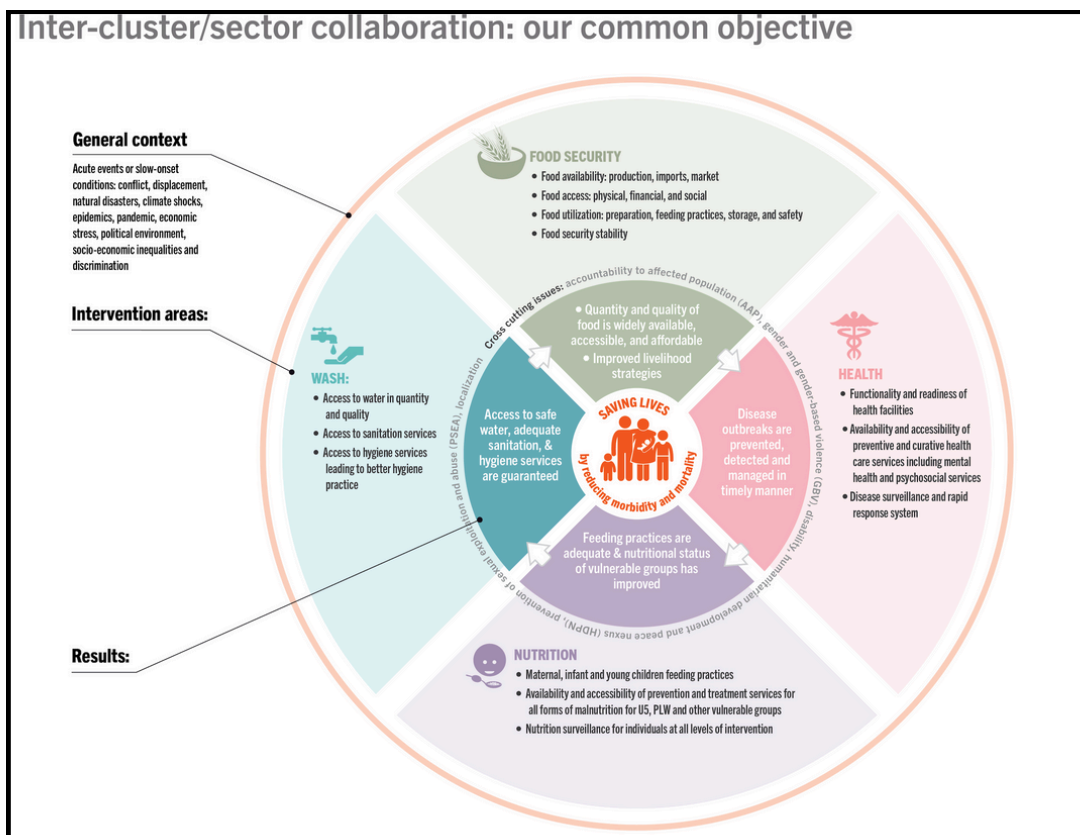 Inter-cluster/sector collaboration: our common objective
General context
Acute events or slow-onset
conditions: conflict, displacement,
natural disasters, climate shocks,
epidemics, pandemic, economic
stress, political environment,
socio-economic inequalities and
discrimination
Intervention areas:
Results:
FOOD SECURITY
• Food availability: production, imports, market
• Food access: physical, financial, and social
• Food utilization: preparation, feeding practices, storage, and safety
• Food security stability
Cross cutting issues: accountability to affected population (AAP), gender and gender-based violence (GBV), disability, humanitarian development and peace nexus (HDPN), prevention of sexual exploitation and abuse (PSEA), localization
• Quantity and quality of
food is widely available,
accessible, and affordable
• Improved livelihood
strategies
WASH:
• Access to water in quantity
and quality
• Access to sanitation services
• Access to hygiene services
leading to better hygiene
practice
Access to safe
water, adequate
sanitation, &
hygiene services
are guaranteed
SAVING LIVES
by reducing morbidity and mortality
Disease
outbreaks are
prevented,
detected and
managed in
timely manner
HEALTH
• Functionality and readiness of
health facilities
• Availability and accessibility of
preventive and curative health
care services including mental
health and psychosocial services
• Disease surveillance and rapid
response system
Feeding practices are
adequate & nutritional status
of vulnerable groups has
improved
NUTRITION
• Maternal, infant and young children feeding practices
• Availability and accessibility of prevention and treatment services for
all forms of malnutrition for U5, PLW and other vulnerable groups
• Nutrition surveillance for individuals at all levels of intervention